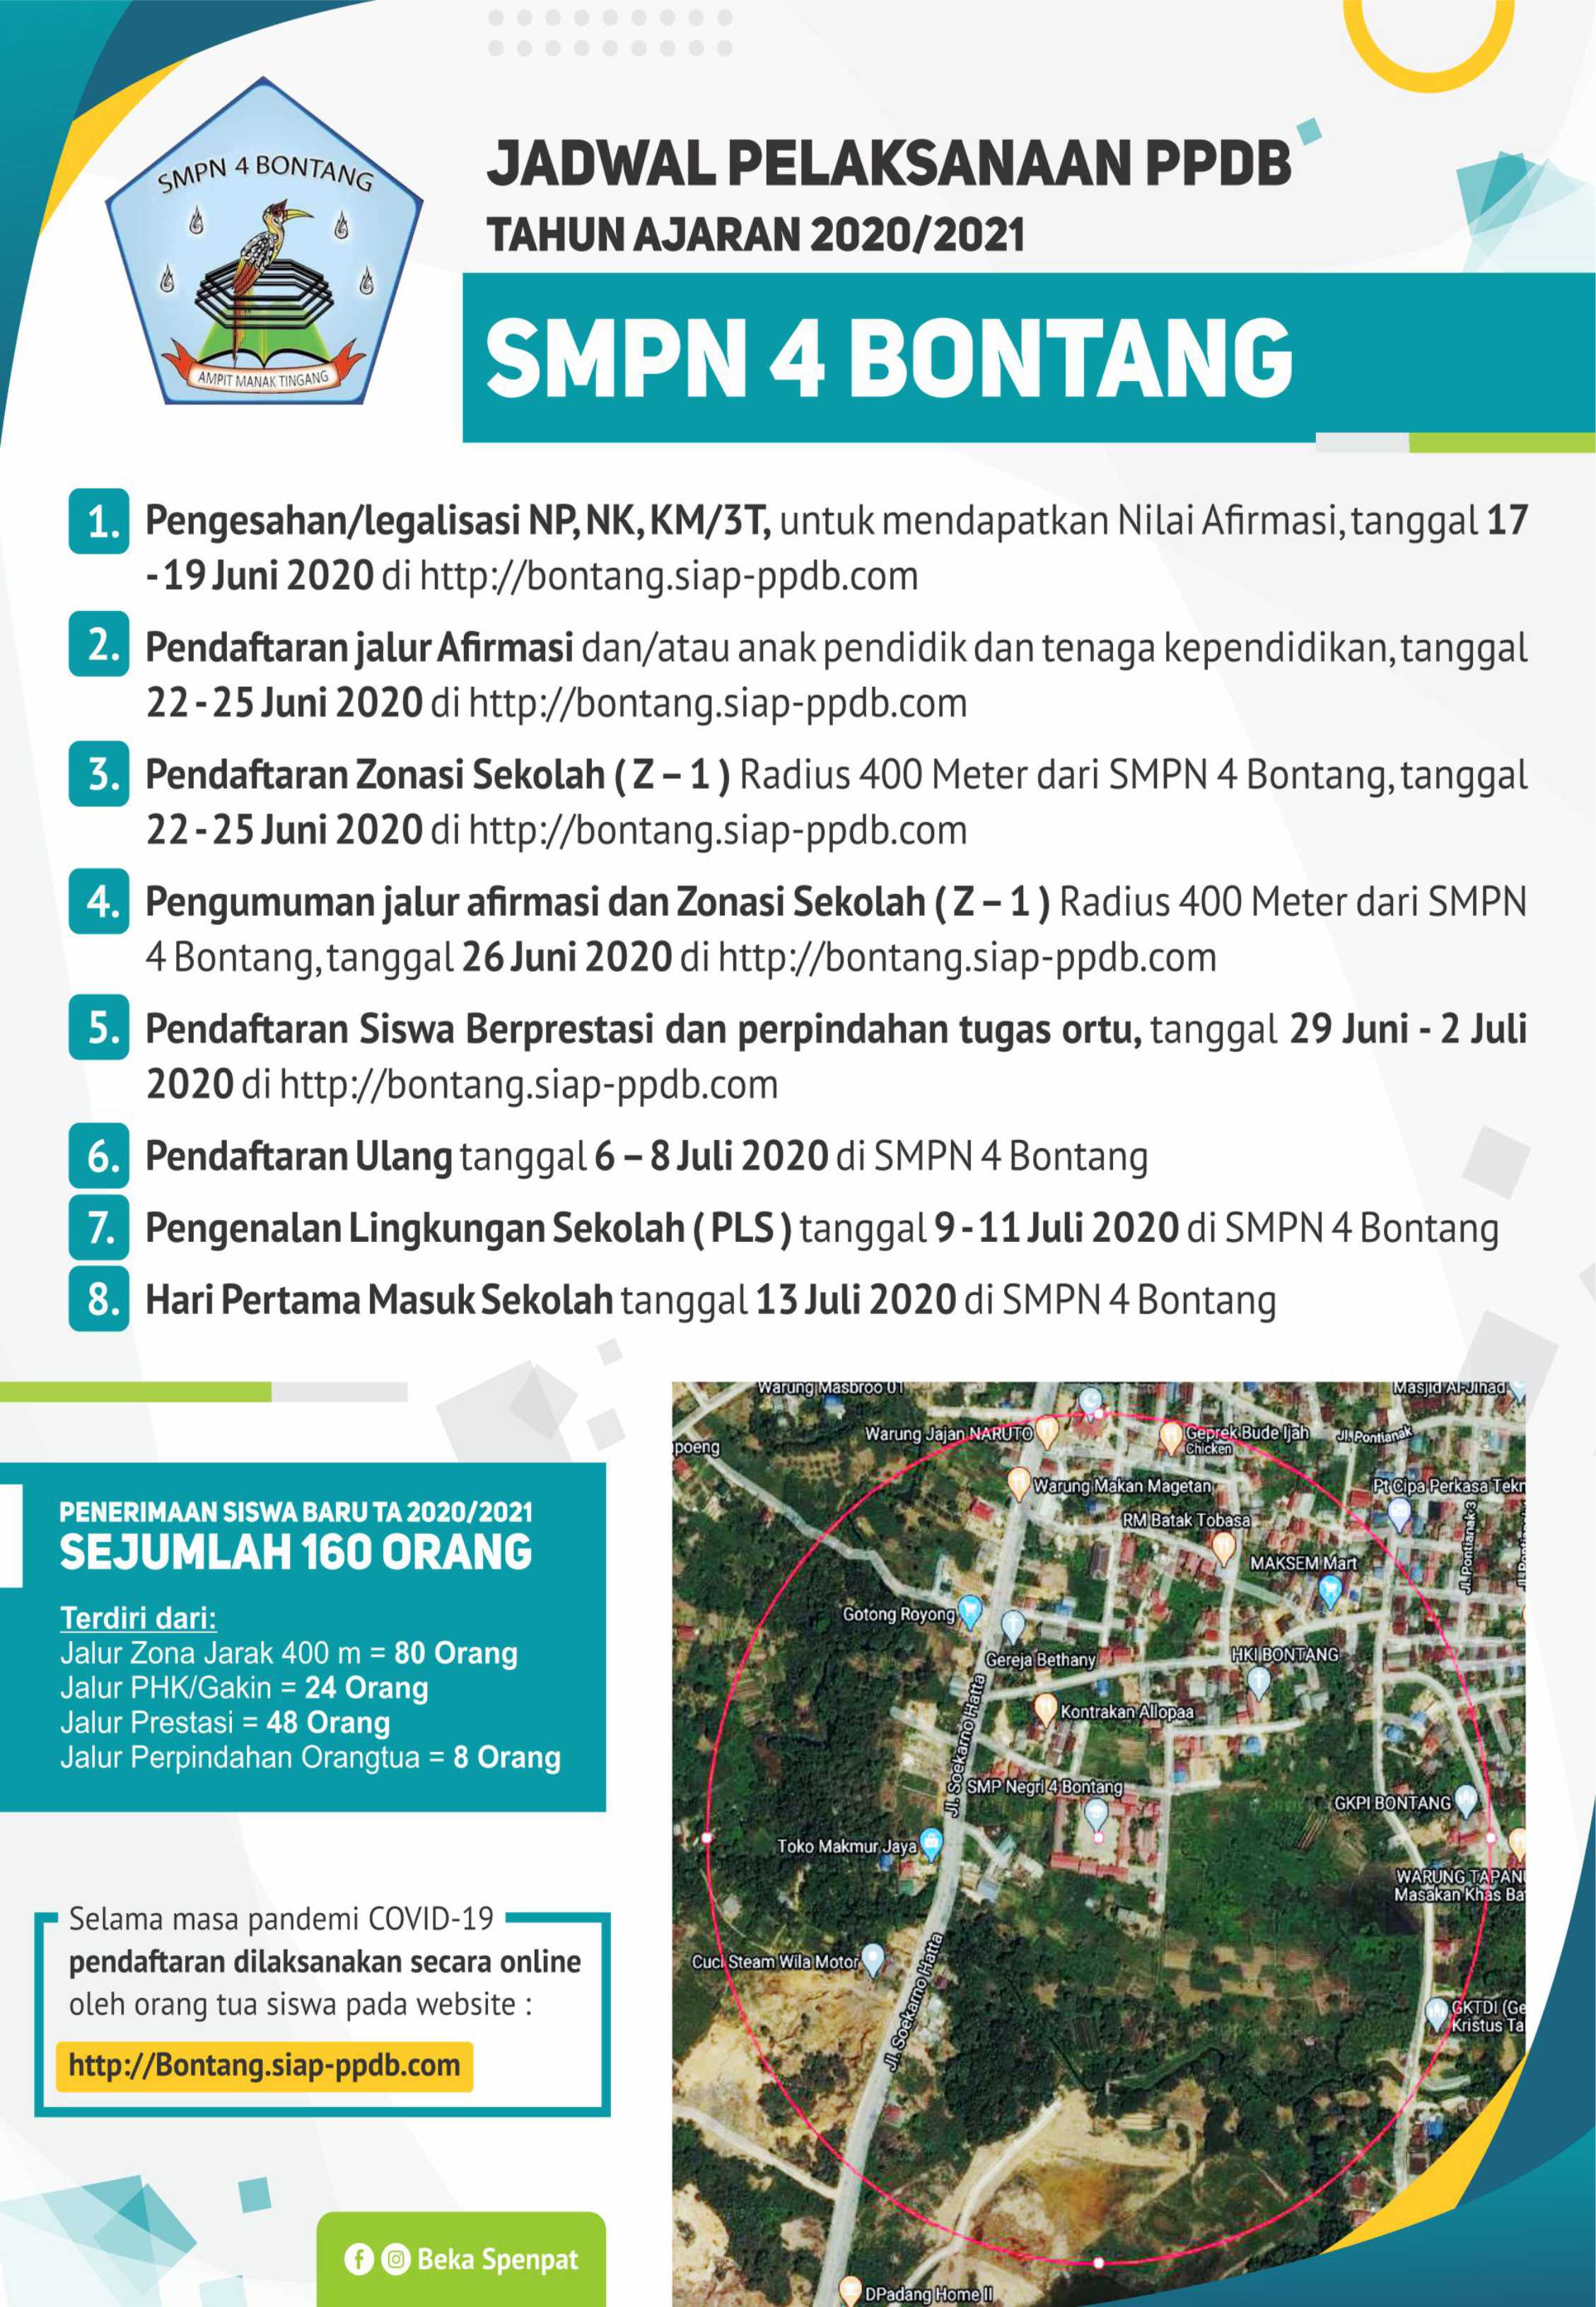 SMPN 4 BONTANG
AMPIT MANAK TINGANG
JADWAL PELAKSANAAN PPDB
TAHUN AJARAN 2020/2021
SMPN 4 BONTANG
1. Pengesahan/legalisasi NP, NK, KM/3T, untuk mendapatkan Nilai Afirmasi, tanggal 17
- 19 Juni 2020 di http://bontang.siap-ppdb.com
2. Pendaftaran jalur Afirmasi dan/atau anak pendidik dan tenaga kependidikan, tanggal
22 - 25 Juni 2020 di http://bontang.siap-ppdb.com
3. Pendaftaran Zonasi Sekolah ( Z – 1 ) Radius 400 Meter dari SMPN 4 Bontang, tanggal
22 - 25 Juni 2020 di http://bontang.siap-ppdb.com
4. Pengumuman jalur afirmasi dan Zonasi Sekolah ( Z – 1 ) Radius 400 Meter dari SMPN
4 Bontang, tanggal 26 Juni 2020 di http://bontang.siap-ppdb.com
5. Pendaftaran Siswa Berprestasi dan perpindahan tugas ortu, tanggal 29 Juni - 2 Juli
2020 di http://bontang.siap-ppdb.com
6. Pendaftaran Ulang tanggal 6 – 8 Juli 2020 di SMPN 4 Bontang
7. Pengenalan Lingkungan Sekolah ( PLS ) tanggal 9 - 11 Juli 2020 di SMPN 4 Bontang
8. Hari Pertama Masuk Sekolah tanggal 13 Juli 2020 di SMPN 4 Bontang
PENERIMAAN SISWA BARU TA 2020/2021
SEJUMLAH 160 ORANG
Terdiri dari:
Jalur Zona Jarak 400 m = 80 Orang
Jalur PHK/Gakin = 24 Orang
Jalur Prestasi = 48 Orang
Jalur Perpindahan Orangtua = 8 Orang
Selama masa pandemi COVID-19
pendaftaran dilaksanakan secara online
oleh orang tua siswa pada website :
http://Bontang.siap-ppdb.com
Beka Spenpat
Warung Masbroo 01
Masjid Al-Jihad
Warung Jajan NARUTO
Geprek Bude Ijah
Chicken
Jl. Pontianak
poeng
Warung Makan Magetan
Pt Cipa Perkasa Tekn
RM Batak Tobasa
Jl. Pontianak 3
MAKSEM Mart
Gotong Royong
Gereja Bethany
HKI BONTANG
Jl. Soekarno Hatta
Kontrakan Allopaa
SMP Negri 4 Bontang
GKPI BONTANG
Toko Makmur Jaya
WARUNG TAPAN
Masakan Khas Ba
Cuci Steam Wila Motor
Jl. Soekarno Hatta
GKTDI (Ge
Kristus Ta
DPadang Home II